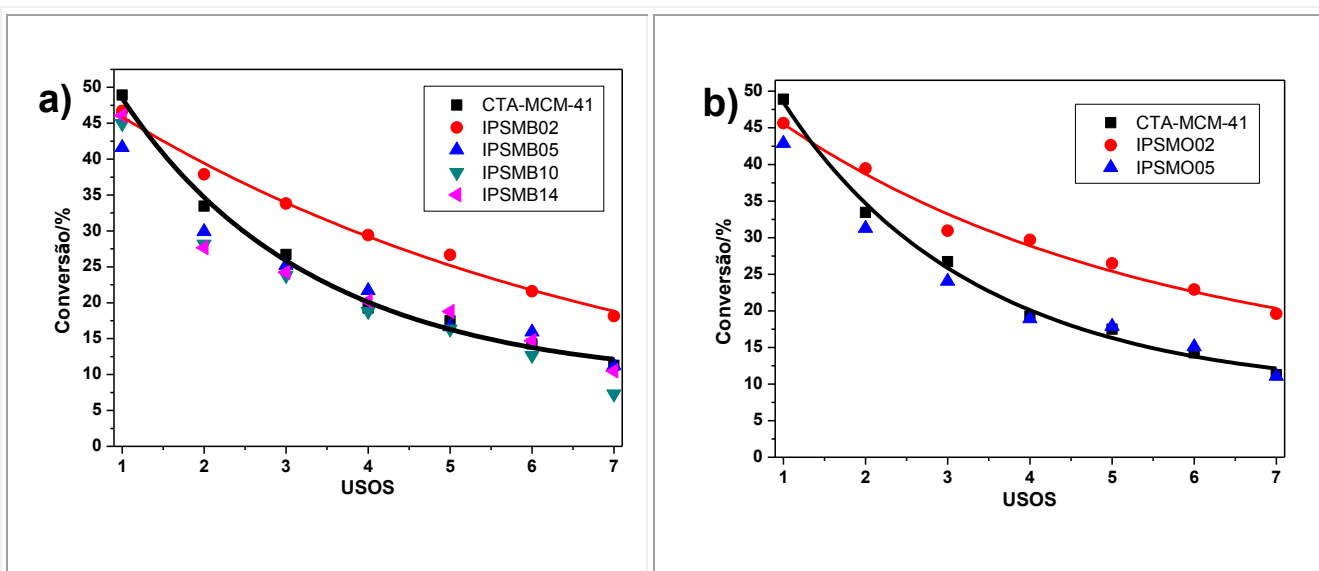 a)
CTA-MCM-41
IPSMB02
IPSMB05
IPSMB10
IPSMB14
Conversão/%
50
45
40
35
30
25
20
15
10
5
0
1 2 3 4 5 6 7
USOS
b)
CTA-MCM-41
IPSMO02
IPSMO05
Conversão/%
50
45
40
35
30
25
20
15
10
5
0
1 2 3 4 5 6 7
USOS